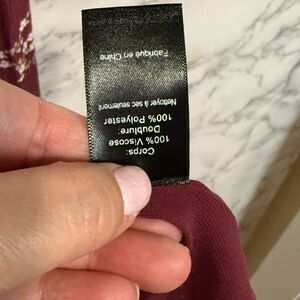 Corps:
100% Viscose
Doublure:
100% Polyester
Nettoyer à sec seulement
Fabriqué en Chine